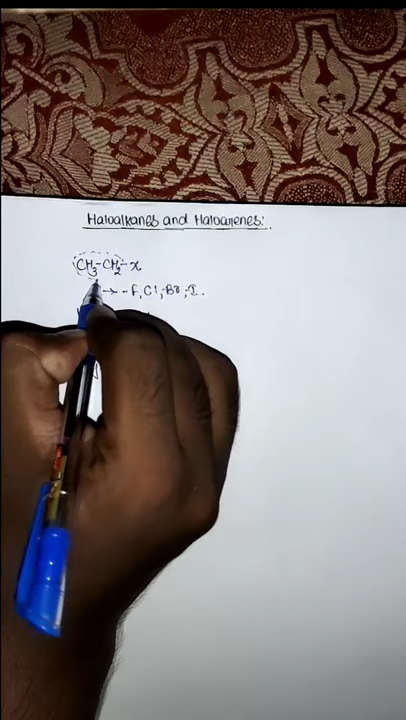 Haloalkanes and Haloarenes:.
CH3-CH2-x
→ -F, Cl, -Br, -I.